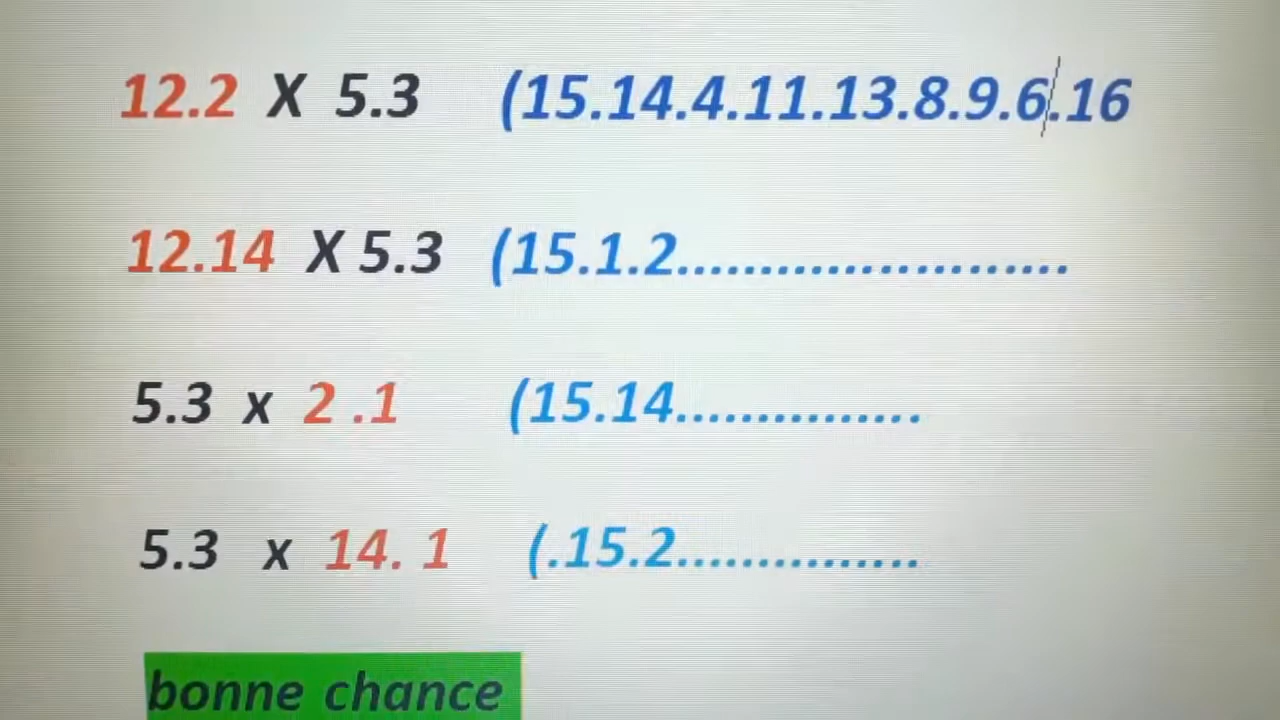 12.2 X 5.3 (15.14.4.11.13.8.9.6.16
12.14 X 5.3 (15.1.2........................
5.3 x 2 .1 (15.14...............
5.3 x 14. 1 (.15.2...............
bonne chance